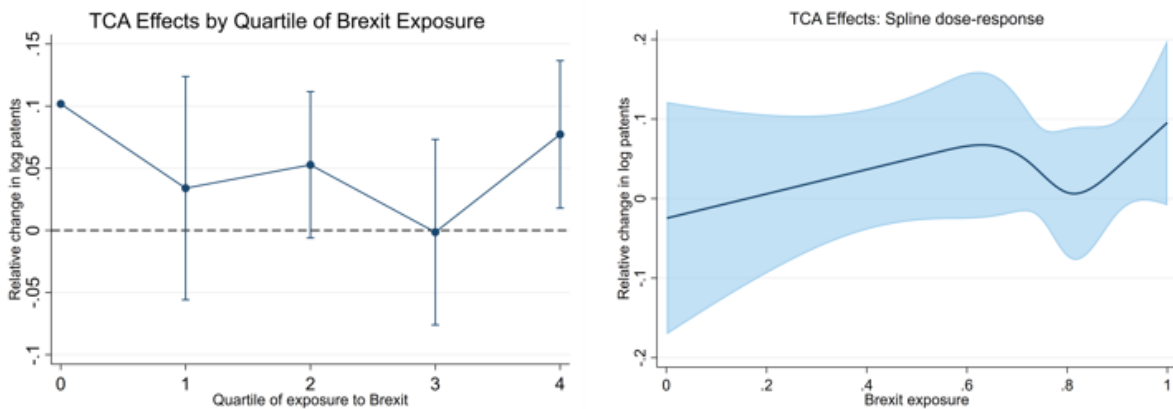 TCA Effects by Quartile of Brexit Exposure
Relative change in log patents
.15
.1
.05
0
-.05
-.1
0 1 2 3 4
Quartile of exposure to Brexit
TCA Effects: Spline dose-response
Relative change in log patents
.2
.1
0
-.1
-.2
0 .2 .4 .6 .8 1
Brexit exposure